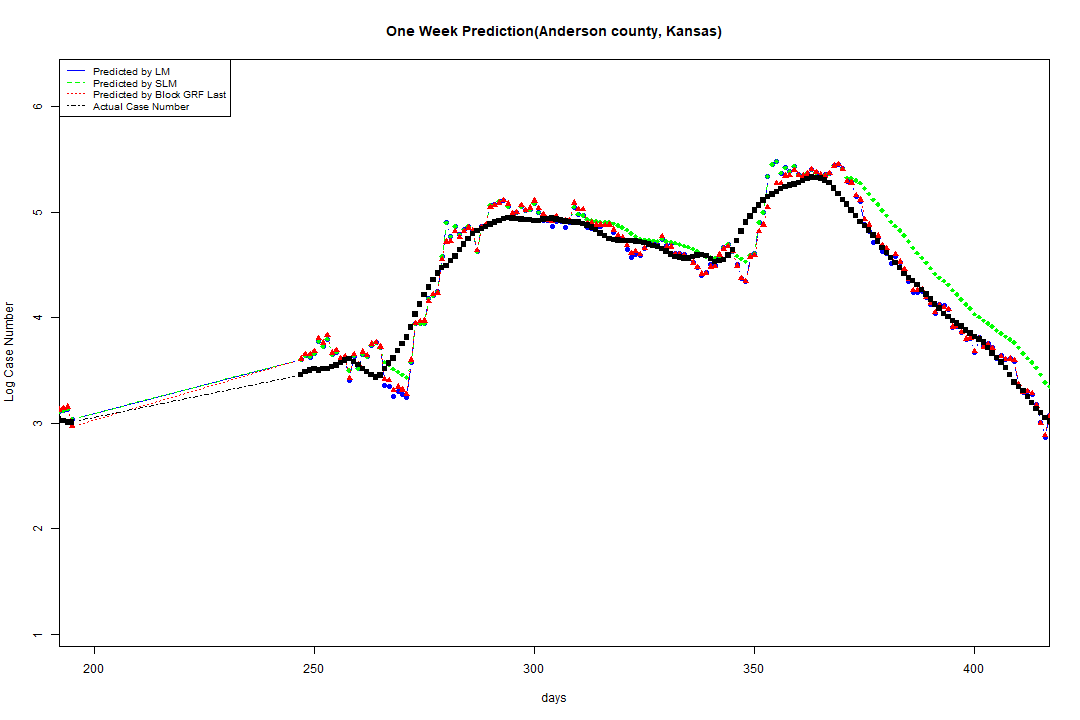 One Week Prediction(Anderson county, Kansas)
Predicted by LM
Predicted by SLM
Predicted by Block GRF Last
Actual Case Number
6
5
4
3
2
1
Log Case Number
200 250 300 350 400
days